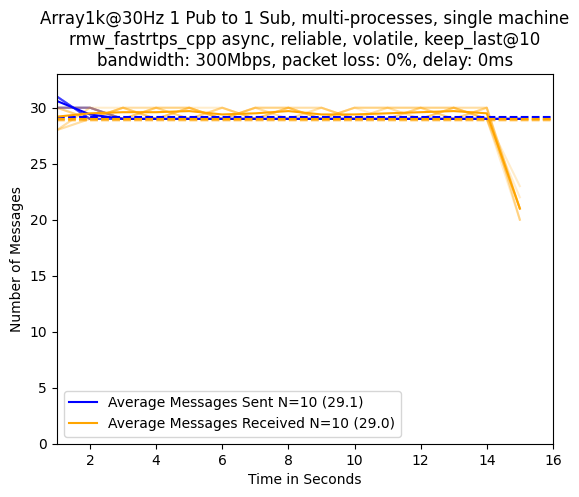 Array1k@30Hz 1 Pub to 1 Sub, multi-processes, single machine
rmw_fastrtps_cpp async, reliable, volatile, keep_last@10
bandwidth: 300Mbps, packet loss: 0%, delay: 0ms
Number of Messages
30
25
20
15
10
5
0
Average Messages Sent N=10 (29.1)
Average Messages Received N=10 (29.0)
2 4 6 8 10 12 14 16
Time in Seconds